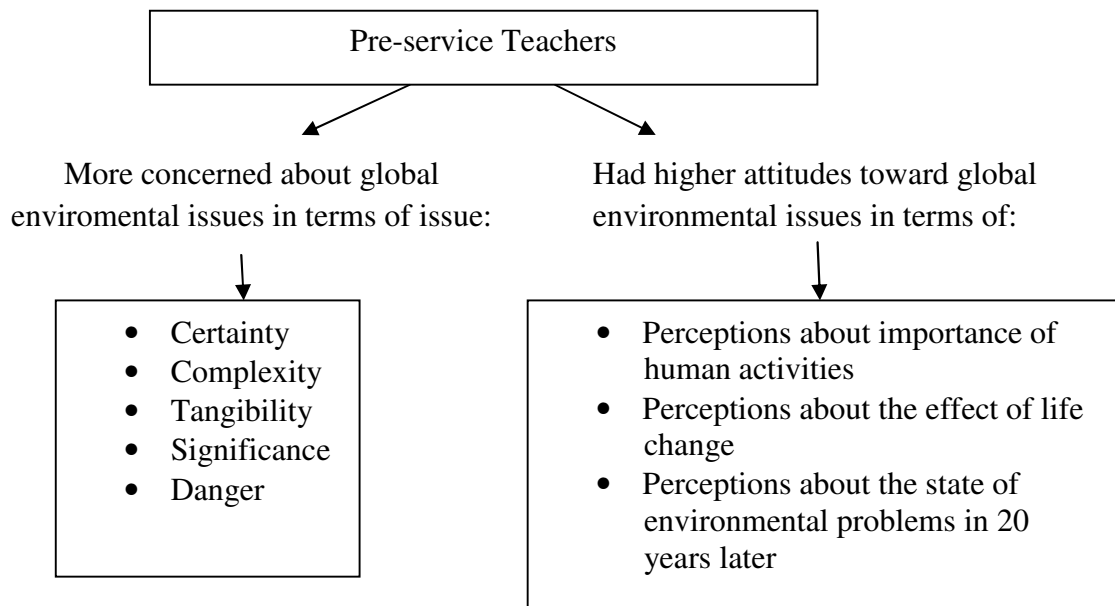 Pre-service Teachers
More concerned about global
enviromental issues in terms of issue:
Had higher attitudes toward global
environmental issues in terms of:
• Certainty
• Complexity
• Tangibility
• Significance
• Danger
• Perceptions about importance of
human activities
• Perceptions about the effect of life
change
• Perceptions about the state of
environmental problems in 20
years later